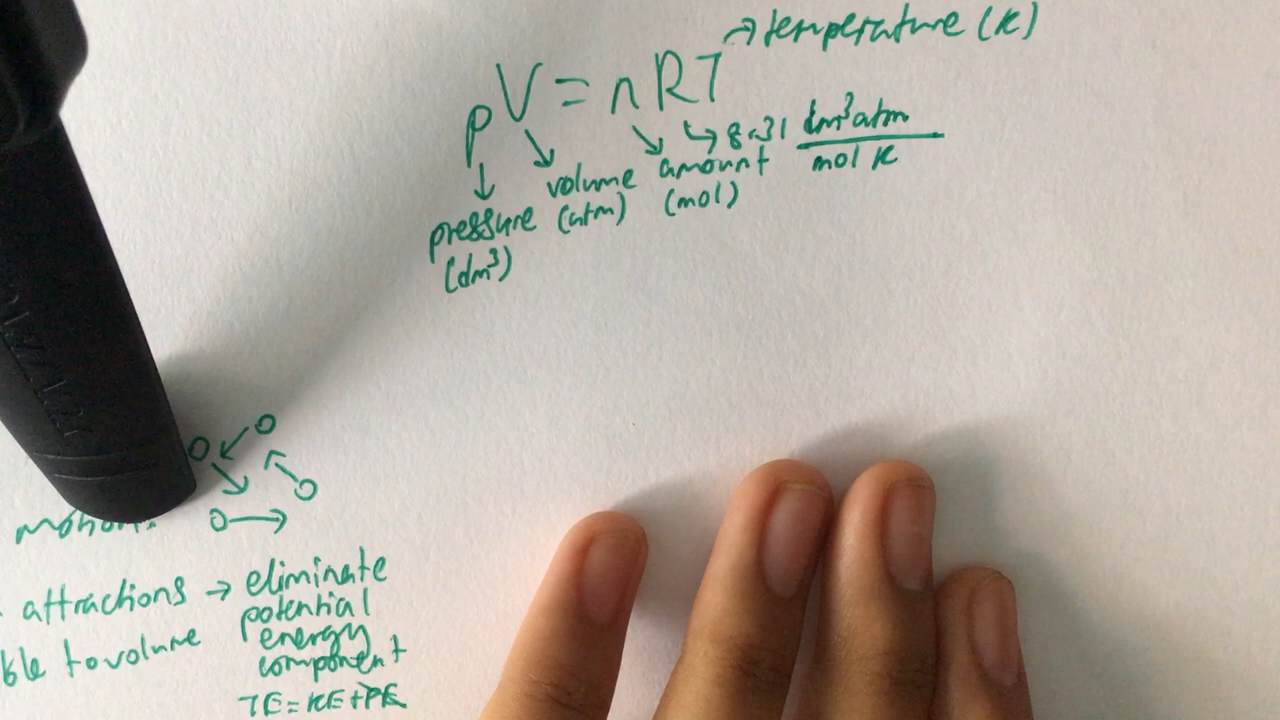 →temperature (K)
pV = nRT
↳ 8.31 dm³atm
mol K
volume amount
pressure (atm) (mol)
(dm³)
motion:
attractions → eliminate
potential
to volume energy
component
TE = KE + PE